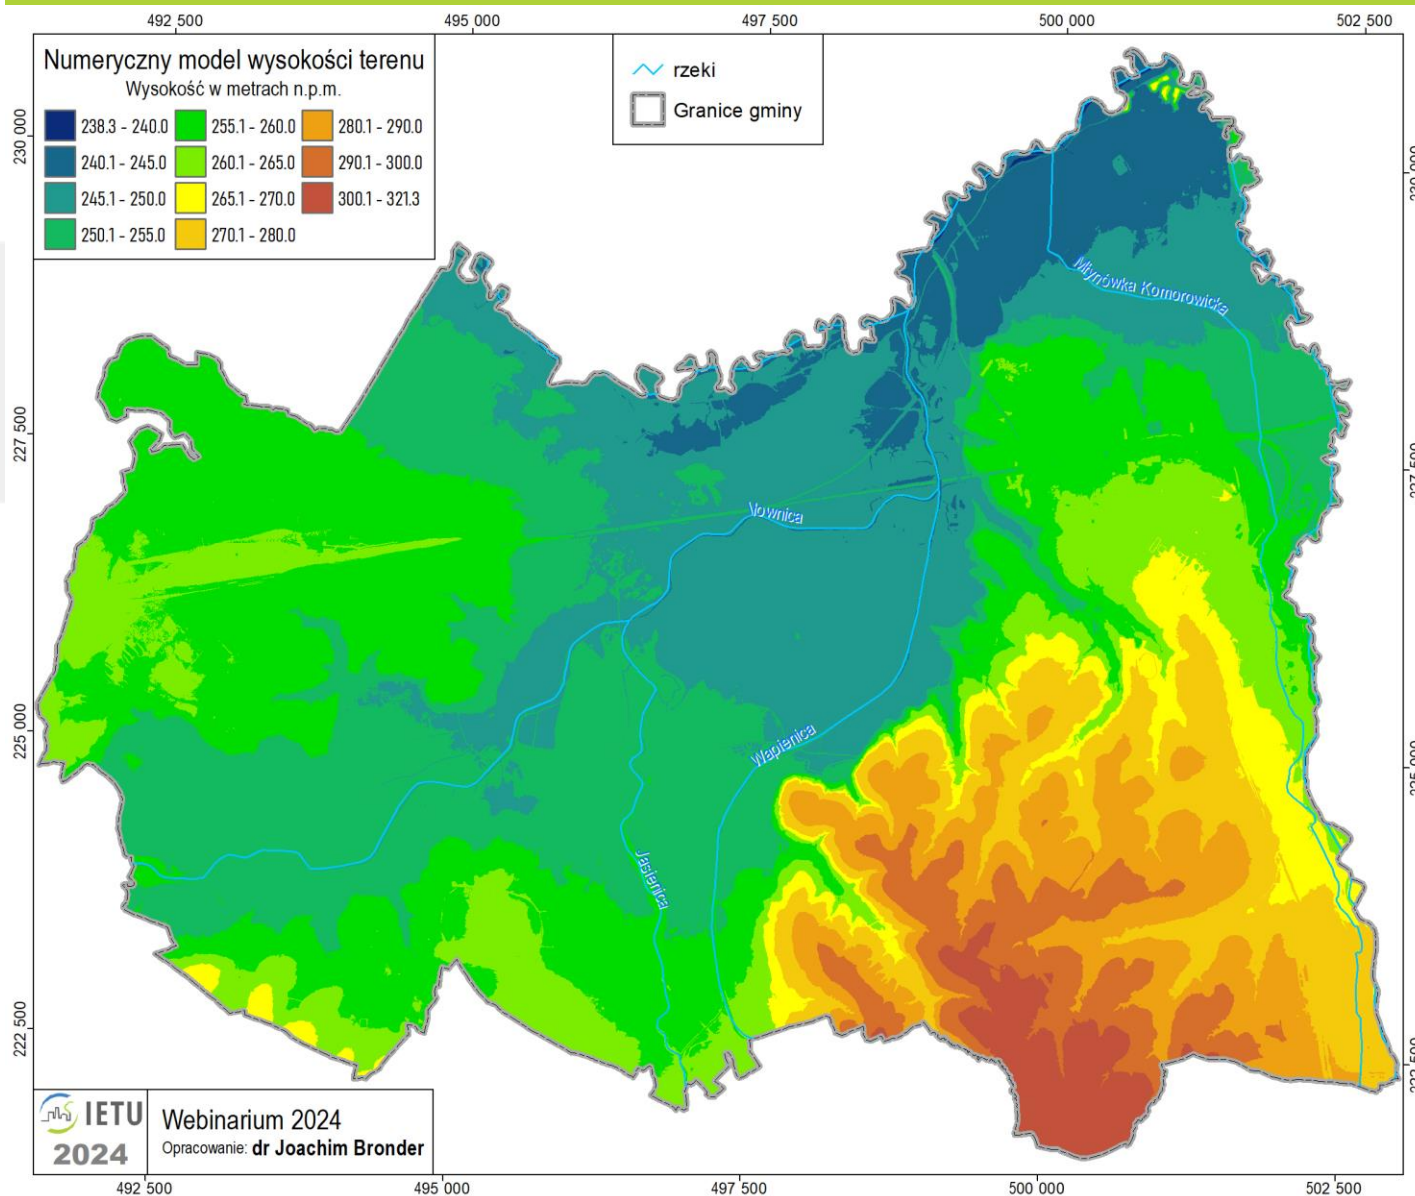 492 500 495 000 497 500 500 000 502 500
Numeryczny model wysokości terenu
Wysokość w metrach n.p.m.
238.3 - 240.0 255.1 - 260.0 280.1 - 290.0
240.1 - 245.0 260.1 - 265.0 290.1 - 300.0
245.1 - 250.0 265.1 - 270.0 300.1 - 321.3
250.1 - 255.0 270.1 - 280.0
rzeki
Granice gminy
230 000
227 500
225 000
222 500
Młynówka Komorowicka
Iłownica
Wapienica
Jasienica
IETU
2024
Webinarium 2024
Opracowanie: dr Joachim Bronder
492 500 495 000 497 500 500 000 502 500